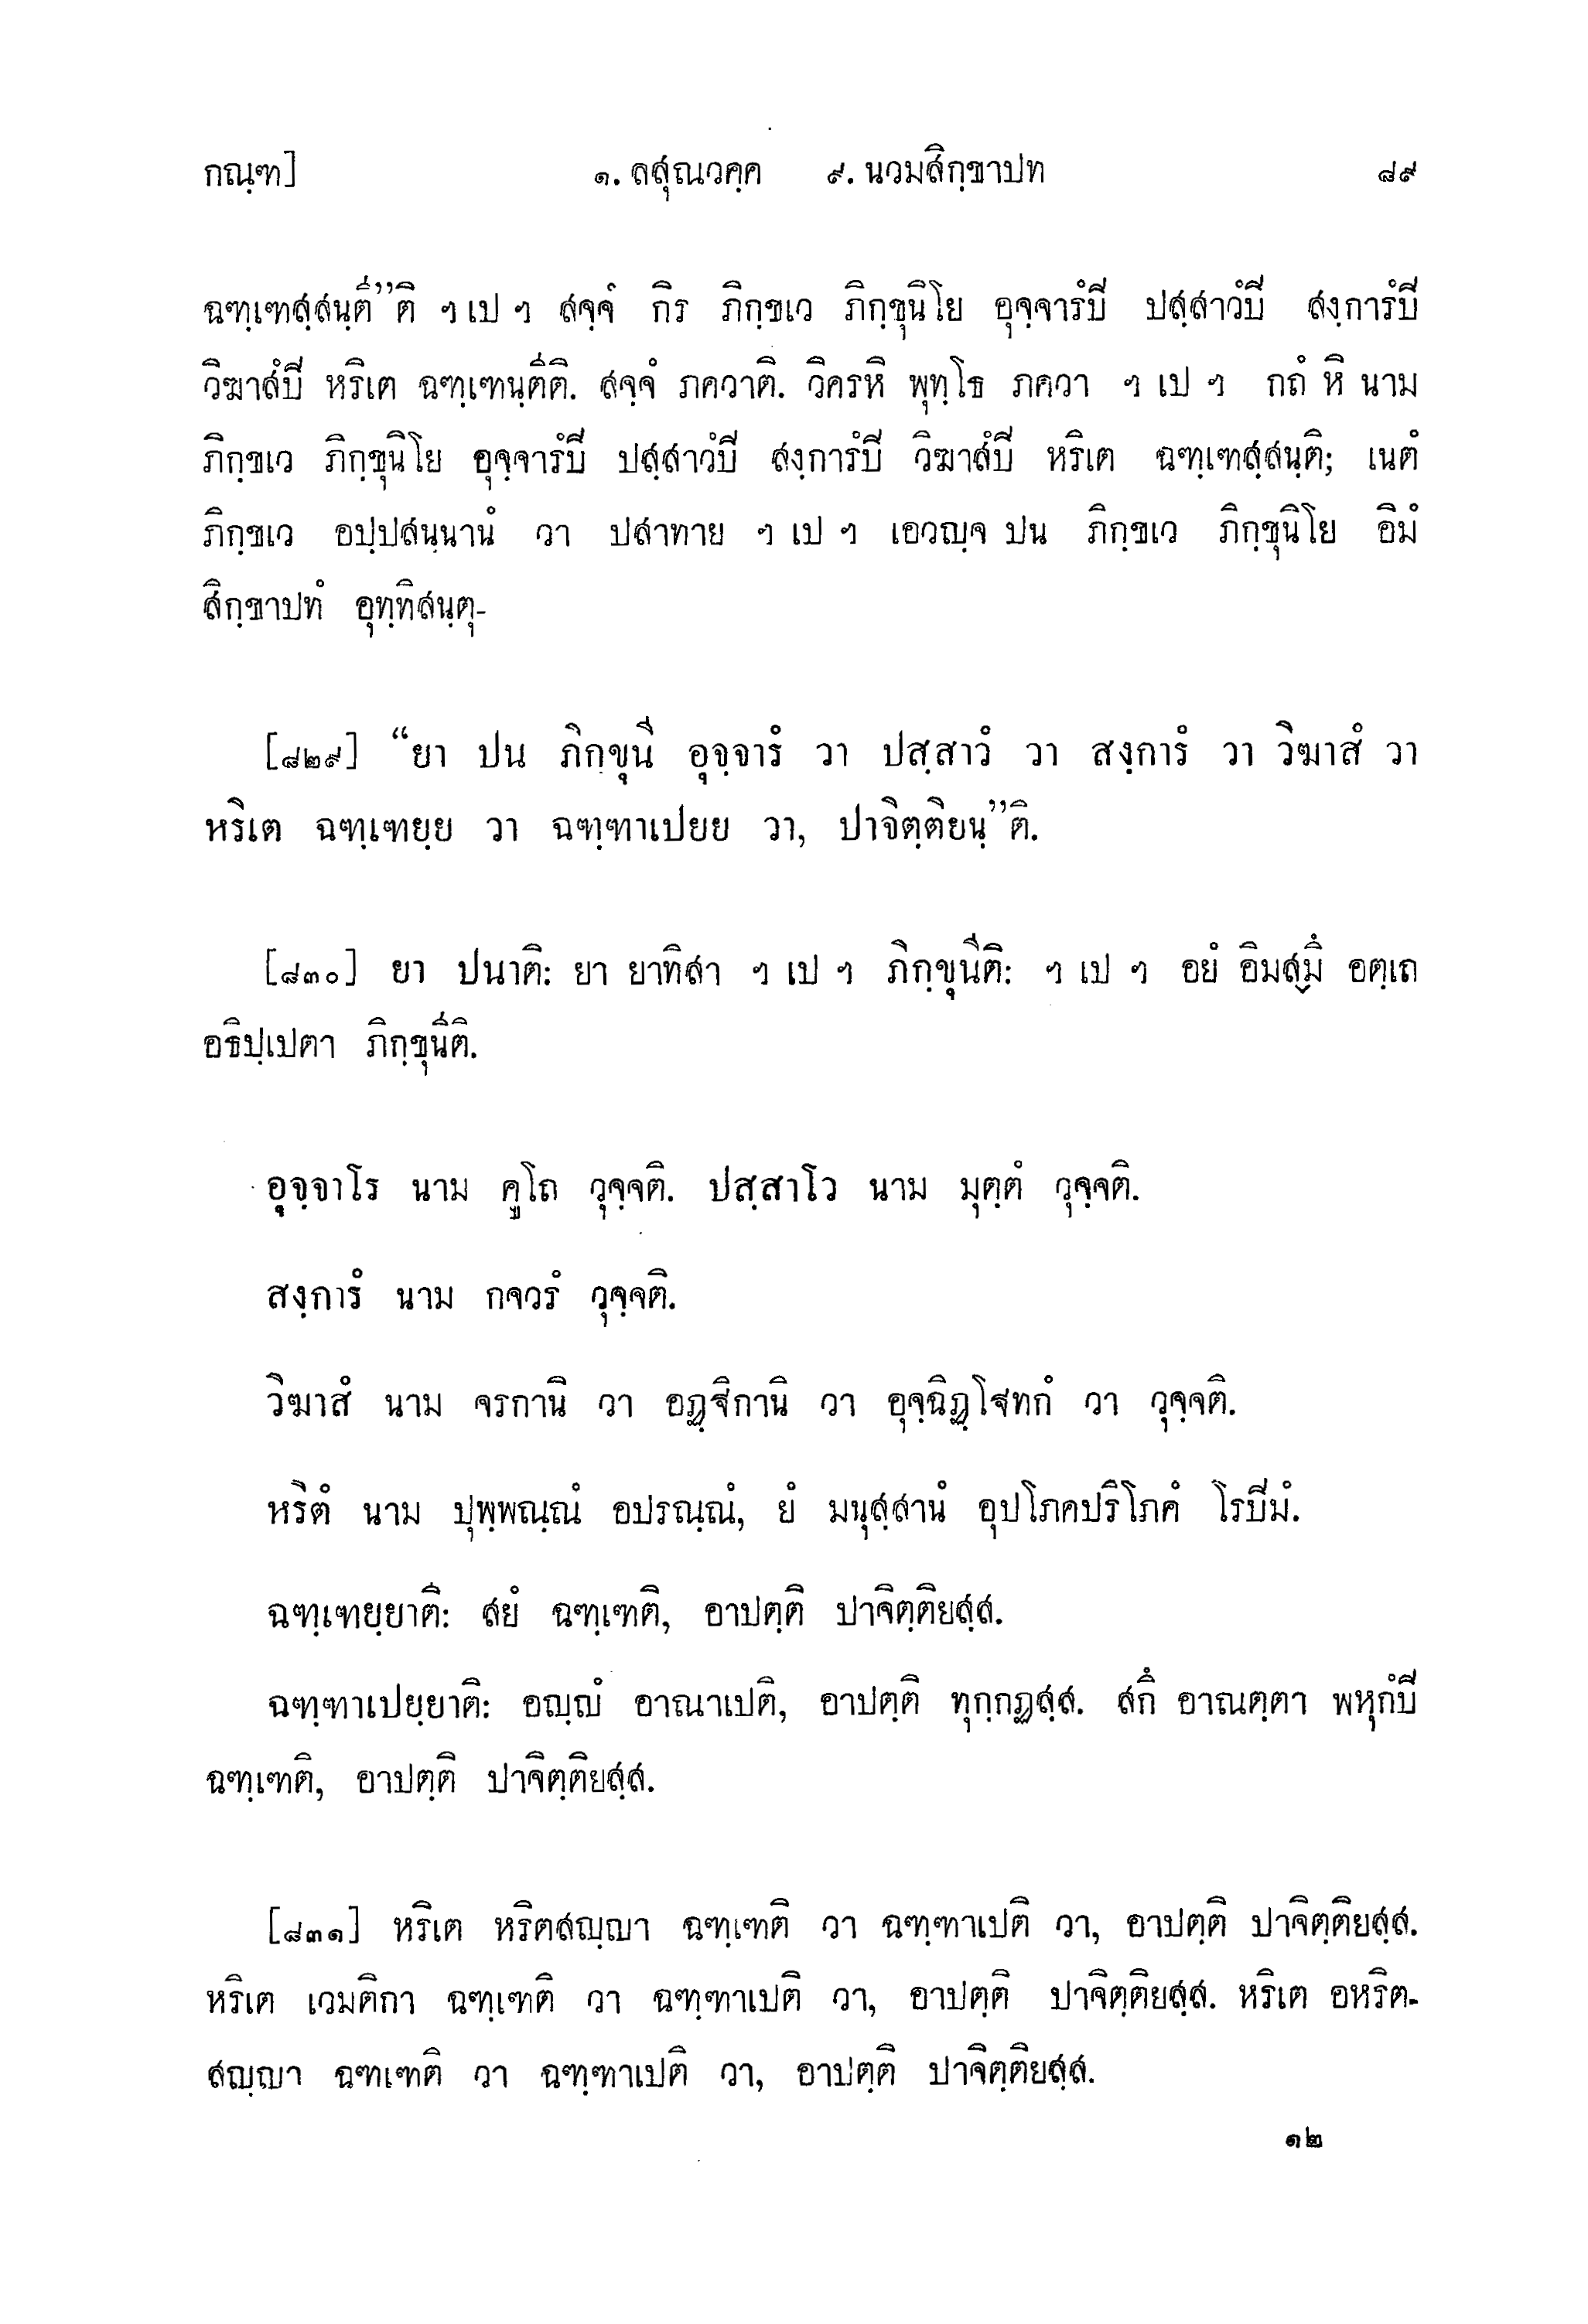 กณฺฑ] ๑. ลสุณวคฺค ๙. นวมสิกฺขาปท ๘๙
ฉฑฺเฑสฺสนฺตี”ติ ฯ เป ฯ สจฺจํ กิร ภิกฺขเว ภิกฺขุนิโย อุจฺจารํปี ปสฺสาวํปี สงฺการํปี
วิฆาสํปี หริเต ฉฑฺเฑนฺตีติ. สจฺจํ ภควาติ. วิครหิ พุทฺโธ ภควา ฯ เป ฯ กถํ หิ นาม
ภิกฺขเว ภิกฺขุนิโย อุจฺจารํปี ปสฺสาวํปี สงฺการํปี วิฆาสํปี หริเต ฉฑฺเฑสฺสนฺติ; เนตํ
ภิกฺขเว อปฺปสนฺนานํ วา ปสาทาย ฯ เป ฯ เอวญฺจ ปน ภิกฺขเว ภิกฺขุนิโย อิมํ
สิกฺขาปทํ อุทฺทิสนฺตุ-
[๘๒๙] “ยา ปน ภิกฺขุนี อุจฺจารํ วา ปสฺสาวํ วา สงฺการํ วา วิฆาสํ วา
หริเต ฉฑฺเฑยฺย วา ฉฑฺฑาเปยย วา, ปาจิตฺติยนฺ”ติ.
[๘๓๐] ยา ปนาติ: ยา ยาทิสา ฯ เป ฯ ภิกฺขุนีติ: ฯ เป ฯ อยํ อิมสฺมึ อตฺเถ
อธิปฺเปตา ภิกฺขุนีติ.
อุจฺจาโร นาม คูโถ วุจฺจติ. ปสฺสาโว นาม มุตฺตํ วุจฺจติ.
สงฺการํ นาม กจวรํ วุจฺจติ.
วิฆาสํ นาม จรกานิ วา อฏฺฐิกานิ วา อุจฺฉิฏฺโฐทกํ วา วุจฺจติ.
หริตํ นาม ปุพฺพณฺณํ อปรณฺณํ, ยํ มนุสฺสานํ อุปโภคปริโภคํ โรปิมํ.
ฉฑฺเฑยฺยาติ: สยํ ฉฑฺเฑติ, อาปตฺติ ปาจิตฺติยสฺส.
ฉฑฺฑาเปยฺยาติ: อญฺญํ อาณาเปติ, อาปตฺติ ทุกฺกฏสฺส. สกึ อาณตฺตา พหุกํปี
ฉฑฺเฑติ, อาปตฺติ ปาจิตฺติยสฺส.
[๘๓๑] หริเต หริตสญฺญา ฉฑฺเฑติ วา ฉฑฺฑาเปติ วา, อาปตฺติ ปาจิตฺติยสฺส.
หริเต เวมติกา ฉฑฺเฑติ วา ฉฑฺฑาเปติ วา, อาปตฺติ ปาจิตฺติยสฺส. หริเต อหริต-
สญฺญา ฉฑเฑติ วา ฉฑฺฑาเปติ วา, อาปตฺติ ปาจิตฺติยสฺส.
๑๒